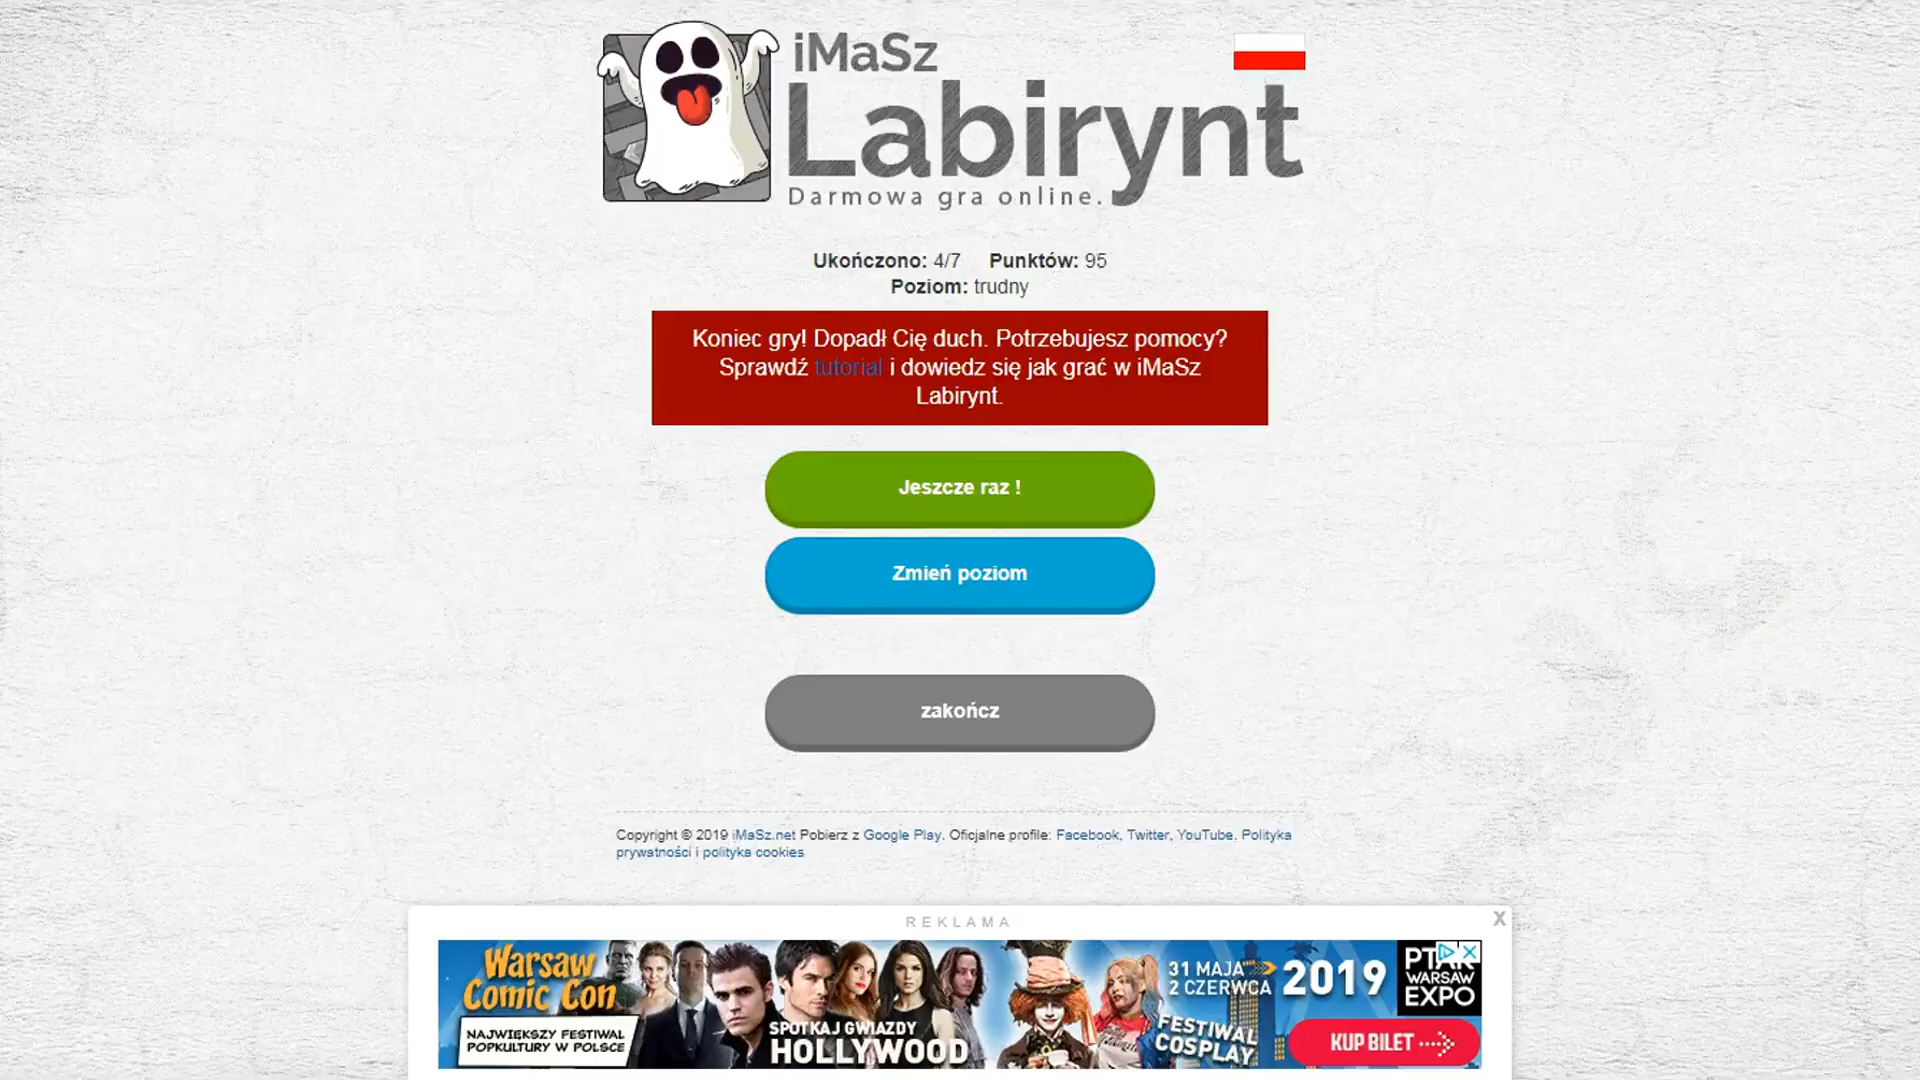 iMaSz
Labirynt
Darmowa gra online.
Ukończono: 4/7 Punktów: 95
Poziom: trudny
Koniec gry! Dopadł Cię duch. Potrzebujesz pomocy?
Sprawdź tutorial i dowiedz się jak grać w iMaSz
Labirynt.
Jeszcze raz !
Zmień poziom
zakończ
Copyright © 2019 iMaSz.net Pobierz z Google Play. Oficjalne profile: Facebook, Twitter, YouTube. Polityka
prywatności i polityka cookies
REKLAMA X
Warsaw
Comic Con
NAJWIĘKSZY FESTIWAL
POPKULTURY W POLSCE
SPOTKAJ GWIAZDY
HOLLYWOOD
31 MAJA
2 CZERWCA
2019
FESTIWAL
COSPLAY
PTAK
WARSAW
EXPO
KUP BILET